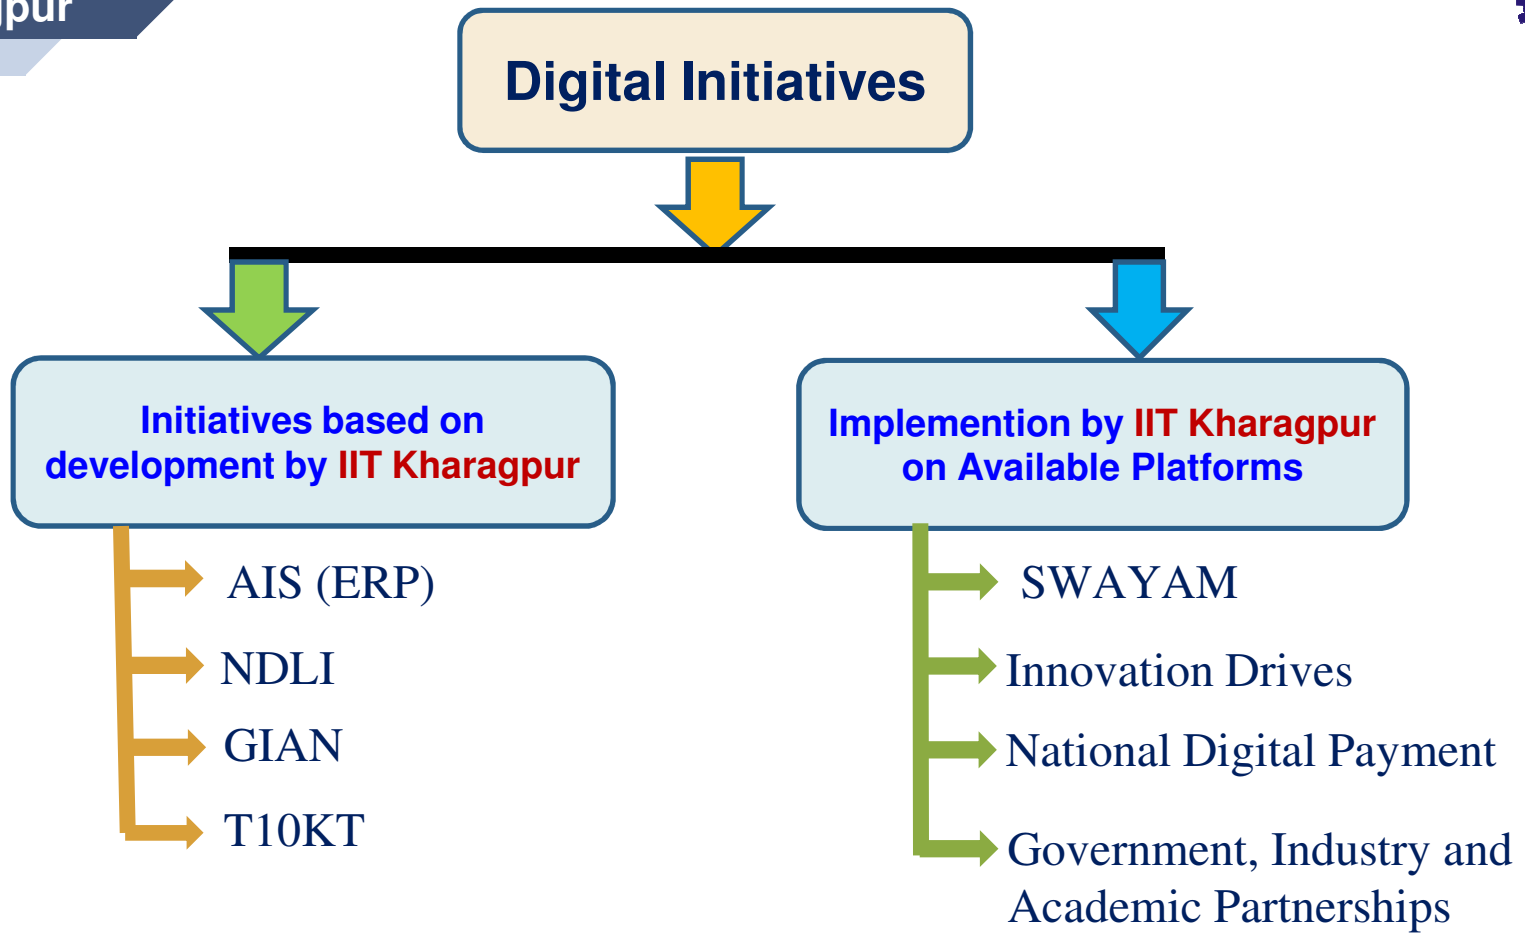 gpur
Digital Initiatives
Initiatives based on
development by IIT Kharagpur
AIS (ERP)
NDLI
GIAN
T10KT
Implemention by IIT Kharagpur
on Available Platforms
SWAYAM
Innovation Drives
National Digital Payment
Government, Industry and
Academic Partnerships